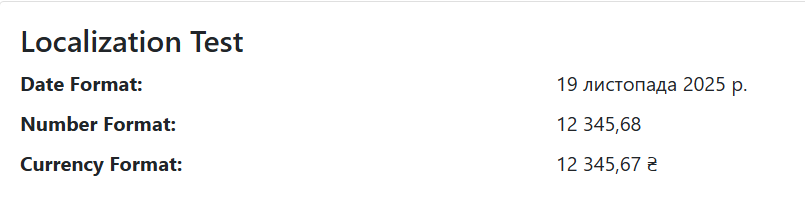 Localization Test
Date Format: 19 листопада 2025 р.
Number Format: 12 345,68
Currency Format: 12 345,67 ₴